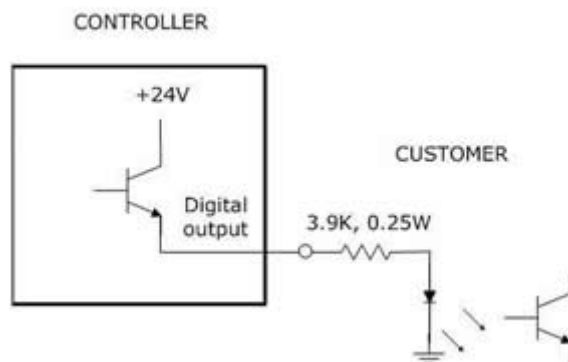 CONTROLLER
+24V
CUSTOMER
Digital
output
3.9K, 0.25W